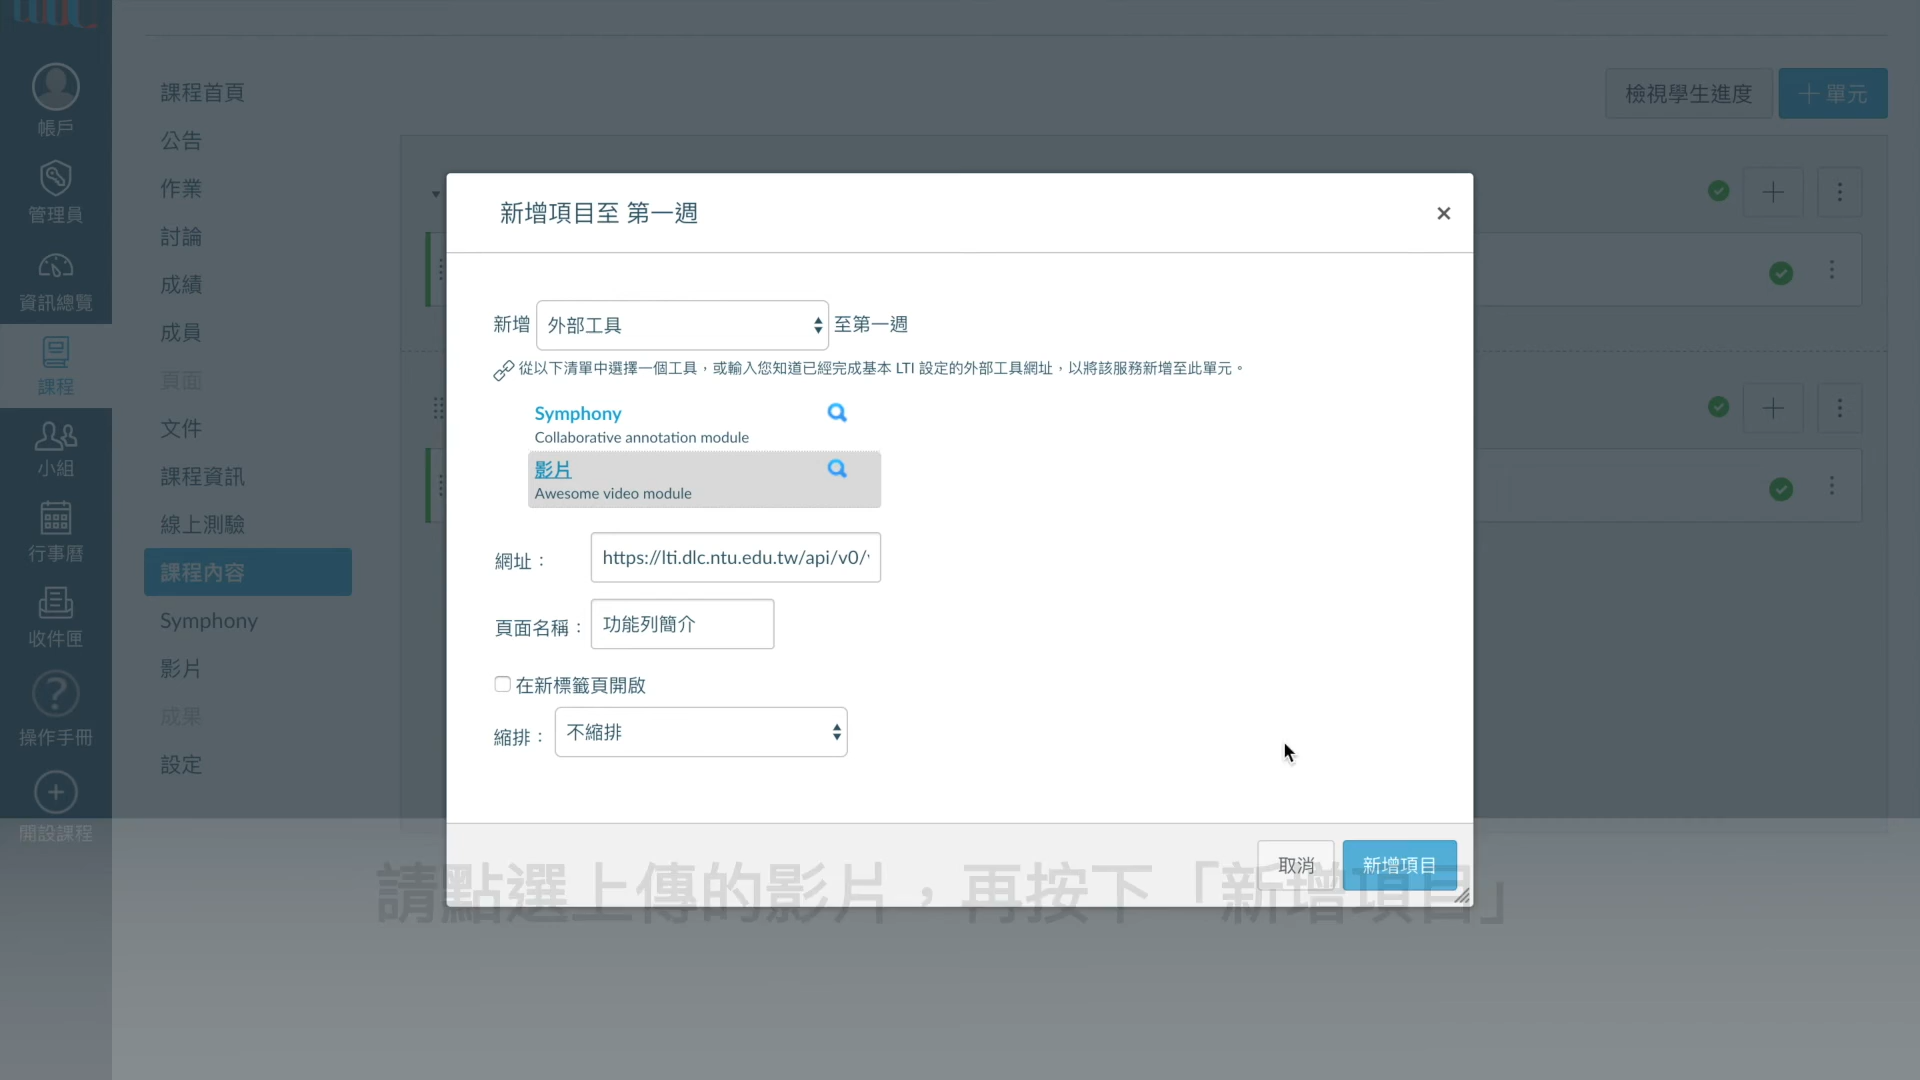 帳戶
管理員
資訊總覽
課程
小組
行事曆
收件匣
操作手冊
開設課程
課程首頁
公告
作業
討論
成績
成員
頁面
文件
課程資訊
線上測驗
課程內容
Symphony
影片
成果
設定
檢視學生進度
單元
新增項目至 第一週
新增 外部工具 至第一週
從以下清單中選擇一個工具，或輸入您知道已經完成基本 LTI 設定的外部工具網址，以將該服務新增至此單元。
Symphony
Collaborative annotation module
影片
Awesome video module
網址： https://lti.dlc.ntu.edu.tw/api/v0/
頁面名稱： 功能列簡介
在新標籤頁開啟
縮排： 不縮排
取消 新增項目
請點選上傳的影片，再按下「新增項目」